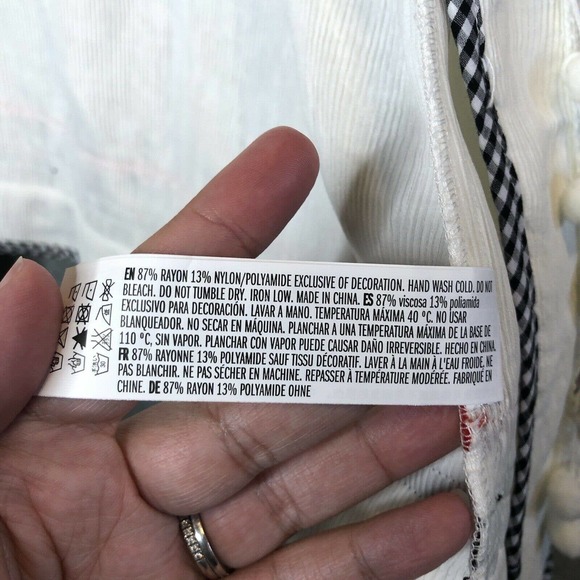 EN 87% RAYON 13% NYLON/POLYAMIDE EXCLUSIVE OF DECORATION. HAND WASH COLD. DO NOT
BLEACH. DO NOT TUMBLE DRY. IRON LOW. MADE IN CHINA. ES 87% viscosa 13% poliamida
EXCLUSIVO PARA DECORACIÓN. LAVAR A MANO. TEMPERATURA MÁXIMA 40 ºC. NO USAR
BLANQUEADOR. NO SECAR EN MÁQUINA. PLANCHAR A UNA TEMPERATURA MÁXIMA DE LA BASE DE
110 ºC, SIN VAPOR. PLANCHAR CON VAPOR PUEDE CAUSAR DAÑO IRREVERSIBLE. HECHO EN CHINA.
FR 87% RAYONNE 13% POLYAMIDE SAUF TISSU DÉCORATIF. LAVER À LA MAIN À L'EAU FROIDE. NE
PAS BLANCHIR. NE PAS SÉCHER EN MACHINE. REPASSER À TEMPÉRATURE MODÉRÉE. FABRIQUÉ EN
CHINE. DE 87% RAYON 13% POLYAMIDE OHNE